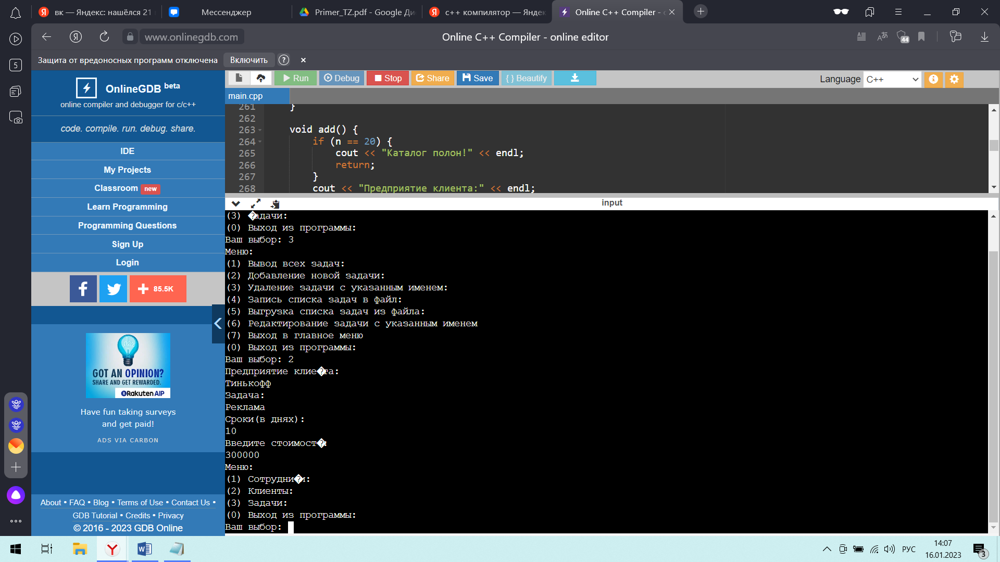 вк — Яндекс: нашёлся 21
Мессенджер
Primer_TZ.pdf - Google Ди
с++ компилятор — Яндек
Online C++ Compiler -
www.onlinegdb.com
Online C++ Compiler - online editor
44
5
Защита от вредоносных программ отключена
Включить
?
OnlineGDB beta
online compiler and debugger for c/c++
code. compile. run. debug. share.
IDE
My Projects
Classroom new
Learn Programming
Programming Questions
Sign Up
Login
85.5K
GOT AN OPINION?
SHARE AND GET REWARDED.
Rakuten AIP
Have fun taking surveys
and get paid!
ADS VIA CARBON
About • FAQ • Blog • Terms of Use • Contact Us •
GDB Tutorial • Credits • Privacy
© 2016 - 2023 GDB Online
Run
Debug
Stop
Share
Save
{ } Beautify
Language C++
main.cpp
261 }
262
263 void add() {
264 if (n == 20) {
265 cout << "Каталог полон!" << endl;
266 return;
267 }
268 cout << "Предприятие клиента:" << endl;
input
(3) �адачи:
(0) Выход из программы:
Ваш выбор: 3
Меню:
(1) Вывод всех задач:
(2) Добавление новой задачи:
(3) Удаление задачи с указанным именем:
(4) Запись списка задач в файл:
(5) Выгрузка списка задач из файла:
(6) Редактирование задачи с указанным именем
(7) Выход в главное меню
(0) Выход из программы:
Ваш выбор: 2
Предприятие клие�та:
Тинькофф
Задача:
Реклама
Сроки(в днях):
10
Введите стоимост�:
300000
Меню:
(1) Сотрудни�и:
(2) Клиенты:
(3) Задачи:
(0) Выход из программы:
Ваш выбор:
РУС
14:07
16.01.2023
3